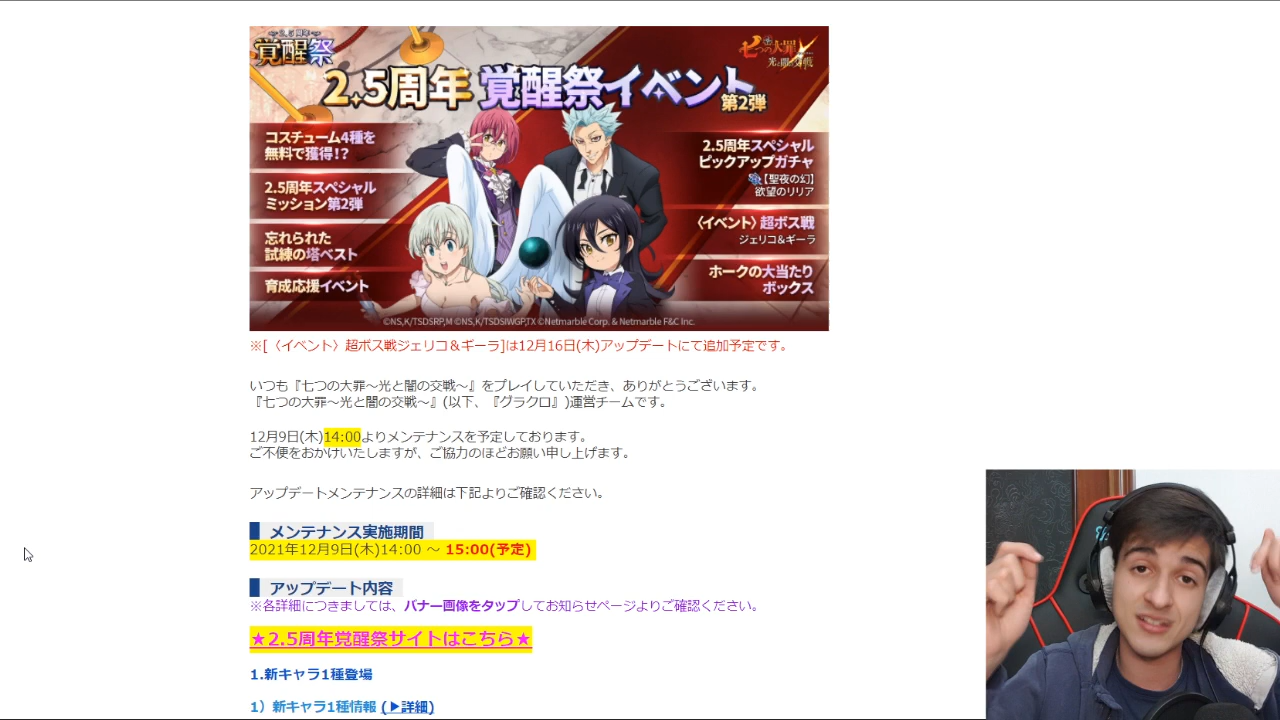 ~2.5周年~
覚醒祭
七つの大罪
光と闇の交戦
2.5周年 覚醒祭イベント
第2弾
コスチューム4種を
無料で獲得!?
2.5周年スペシャル
ミッション第2弾
忘れられた
試練の塔ベスト
育成応援イベント
2.5周年スペシャル
ピックアップガチャ
【聖夜の幻】
欲望のリリア
〈イベント〉超ボス戦
ジェリコ&ギーラ
ホークの大当たり
ボックス
©NS,K/TSDSRP,M ©NS,K/TSDSIWGP,TX ©Netmarble Corp. & Netmarble F&C Inc.
※[〈イベント〉超ボス戦ジェリコ＆ギーラ]は12月16日(木)アップデートにて追加予定です。
いつも『七つの大罪～光と闇の交戦～』をプレイしていただき、ありがとうございます。
『七つの大罪～光と闇の交戦～』(以下、『グラクロ』)運営チームです。
12月9日(木)14:00よりメンテナンスを予定しております。
ご不便をおかけいたしますが、ご協力のほどお願い申し上げます。
アップデートメンテナンスの詳細は下記よりご確認ください。
メンテナンス実施期間
2021年12月9日(木)14:00 ～ 15:00(予定)
アップデート内容
※各詳細につきましては、バナー画像をタップしてお知らせページよりご確認ください。
★2.5周年覚醒祭サイトはこちら★
1.新キャラ1種登場
1）新キャラ1種情報 (▶詳細)